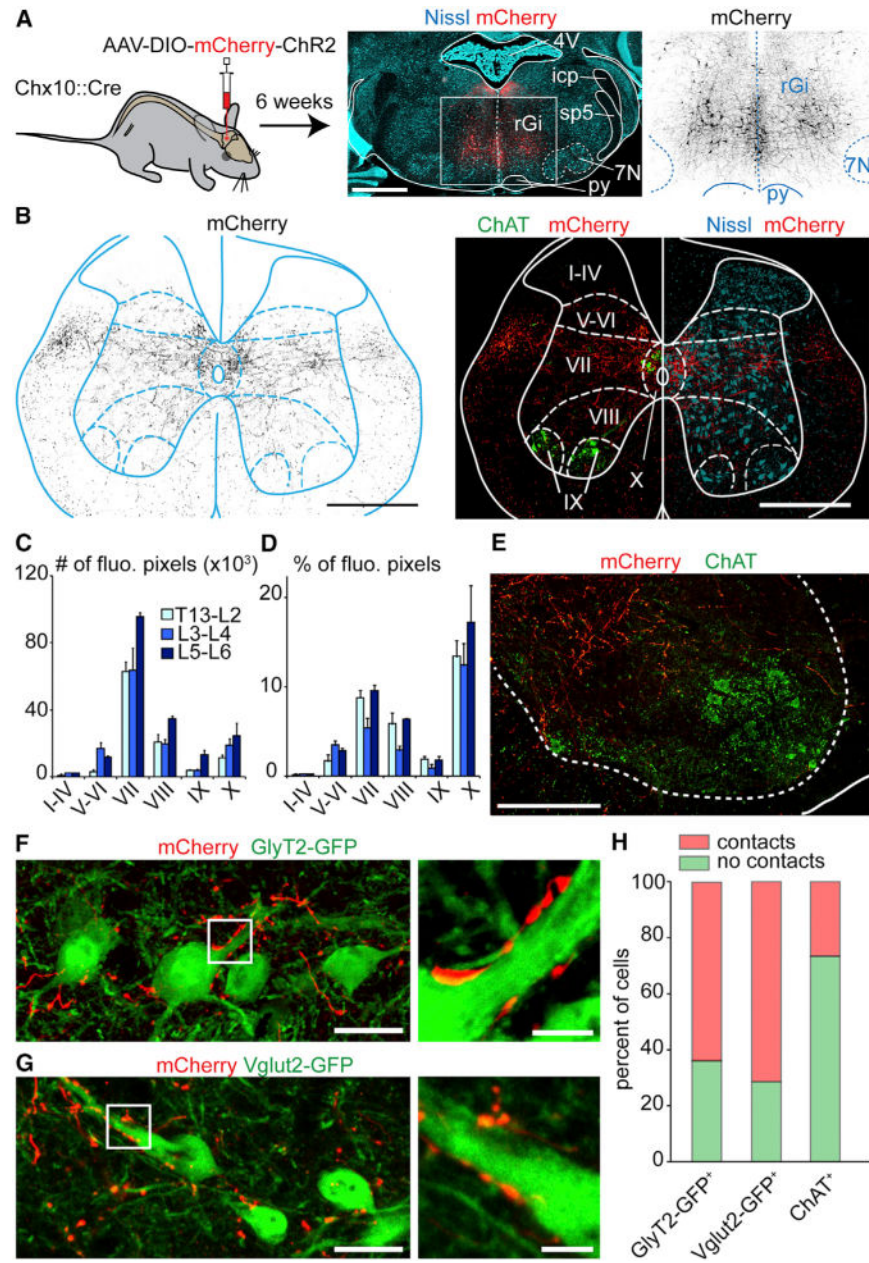 A
AAV-DIO-mCherry-ChR2
Chx10::Cre
6 weeks
Nissl mCherry
4V
icp
sp5
rGi
7N
py
mCherry
rGi
7N
py
B
mCherry
ChAT mCherry
Nissl mCherry
I-IV
V-VI
VII
VIII
IX
X
C # of fluo. pixels (x10³)
120
80
40
0
T13-L2
L3-L4
L5-L6
I-IV V-VI VII VIII IX X
D % of fluo. pixels
20
10
0
I-IV V-VI VII VIII IX X
E
mCherry ChAT
F
mCherry GlyT2-GFP
G
mCherry Vglut2-GFP
H
contacts
no contacts
percent of cells
100
80
60
40
20
0
GlyT2-GFP⁺
Vglut2-GFP⁺
ChAT⁺